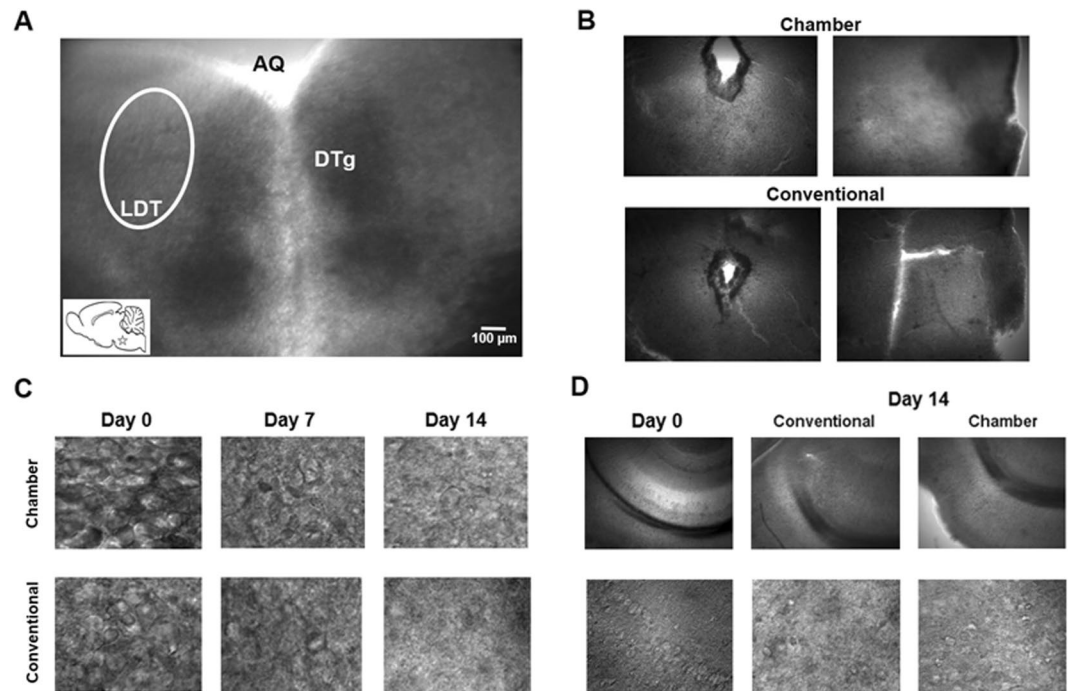 A
AQ
DTg
LDT
100 µm
B
Chamber
Conventional
C
Day 0
Day 7
Day 14
Chamber
Conventional
D
Day 14
Day 0
Conventional
Chamber